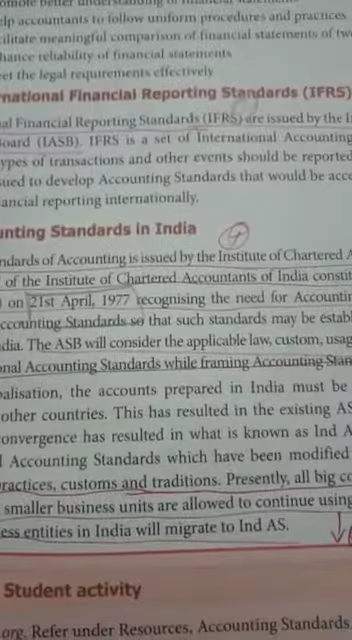 elp accountants to follow uniform procedures and practices
cilitate meaningful comparison of financial statements of tw
hance reliability of financial statements
et the legal requirements effectively
national Financial Reporting Standards (IFRS)
al Financial Reporting Standards (IFRS) are issued by the I
oard (IASB). IFRS is a set of International Accounting
ypes of transactions and other events should be reported
sued to develop Accounting Standards that would be acc
ancial reporting internationally.
unting Standards in India
ndards of Accounting is issued by the Institute of Chartered A
of the Institute of Chartered Accountants of India constit
on 21st April, 1977 recognising the need for Accountin
ccounting Standards so that such standards may be establ
dia. The ASB will consider the applicable law, custom, usag
onal Accounting Standards while framing Accounting Stan
balisation, the accounts prepared in India must be
other countries. This has resulted in the existing AS
onvergence has resulted in what is known as Ind A
l Accounting Standards which have been modified
ractices, customs and traditions. Presently, all big co
smaller business units are allowed to continue using
ess entities in India will migrate to Ind AS.
Student activity
org. Refer under Resources, Accounting Standards